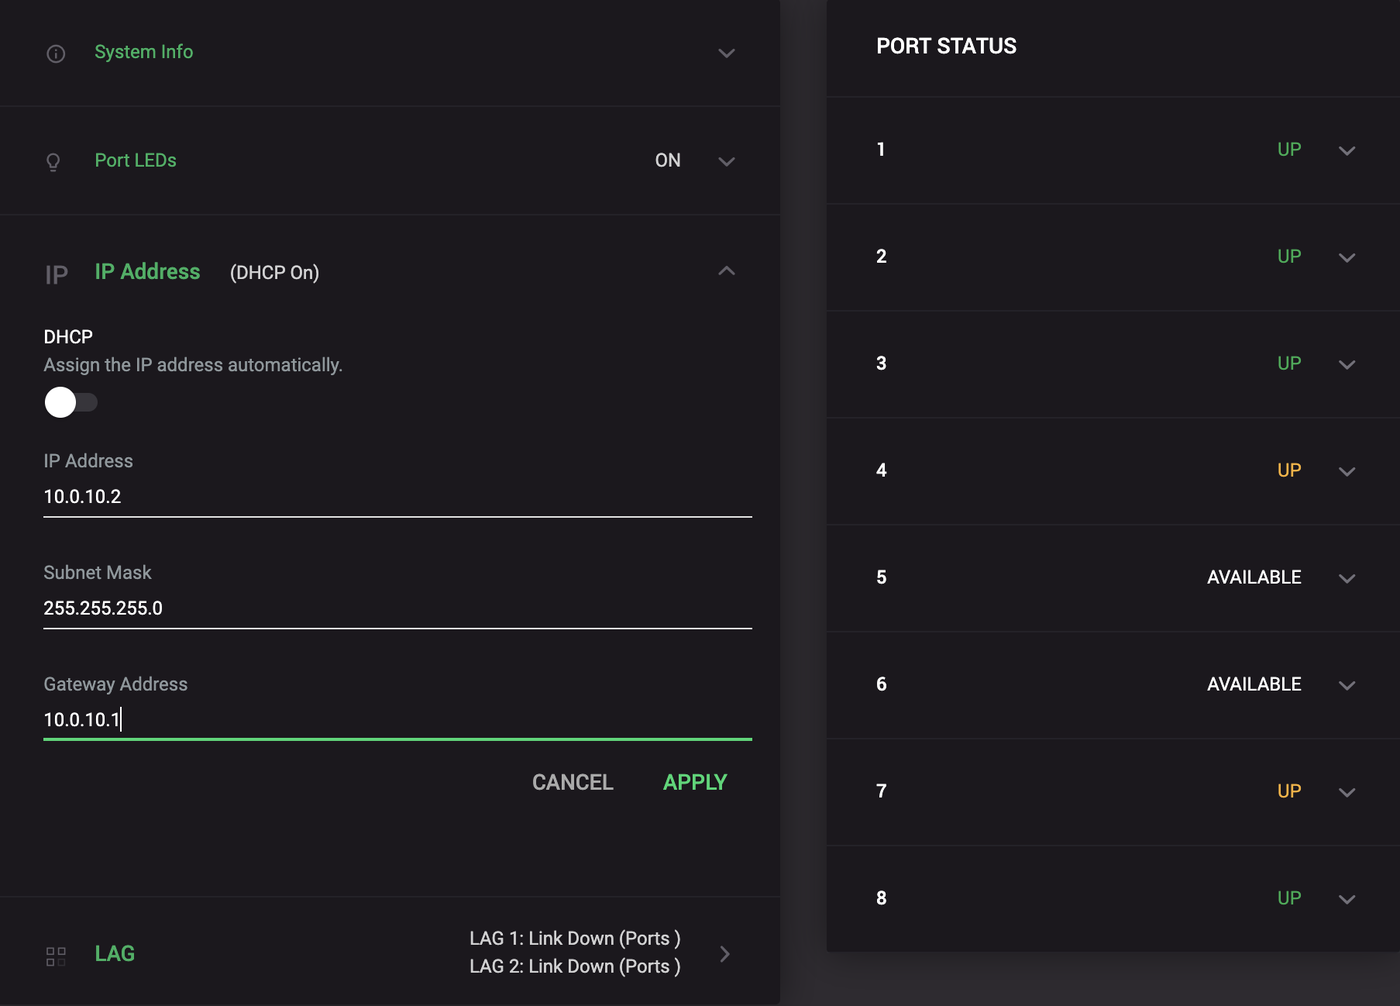 System Info
Port LEDs ON
IP IP Address (DHCP On)
DHCP
Assign the IP address automatically.
IP Address
10.0.10.2
Subnet Mask
255.255.255.0
Gateway Address
10.0.10.1
CANCEL APPLY
LAG
LAG 1: Link Down (Ports )
LAG 2: Link Down (Ports )
PORT STATUS
1 UP
2 UP
3 UP
4 UP
5 AVAILABLE
6 AVAILABLE
7 UP
8 UP